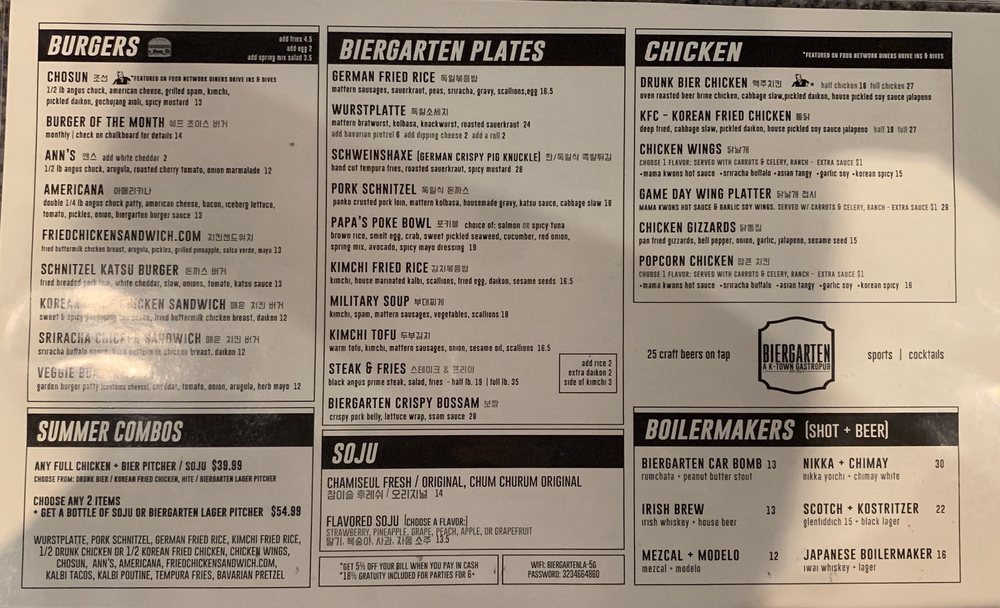 BURGERS
add fries 4.5
add egg 2
add spring mix salad 3.5
CHOSUN 조선 *FEATURED ON FOOD NETWORK DINERS DRIVE INS & DIVES
1/2 lb angus chuck, american cheese, grilled spam, kimchi,
pickled daikon, gochujang aioli, spicy mustard 13
BURGER OF THE MONTH 쉐프 초이스 버거
monthly | check on chalkboard for details 14
ANN'S 앤스 add white cheddar 2
1/2 lb angus chuck, arugula, roasted cherry tomato, onion marmalade 12
AMERICANA 아메리카나
double 1/4 lb angus chuck patty, american cheese, bacon, iceberg lettuce,
tomato, pickles, onion, biergarten burger sauce 13
FRIEDCHICKENSANDWICH.COM 치킨샌드위지
fried buttermilk chicken breast, arugula, pickles, grilled pineapple, salsa verde, mayo 13
SCHNITZEL KATSU BURGER 돈까스 버거
fried breaded pork loin, white cheddar, slaw, onions, tomato, katsu sauce 13
KOREAN CHICKEN SANDWICH 매운 치킨 버거
sweet & spicy sauce, fried buttermilk chicken breast, daikon 12
SRIRACHA CHICKEN SANDWICH 매운 치킨 버거
sriracha buffalo sauce, fried buttermilk chicken breast, daikon 12
VEGGIE
garden burger patty (contains cheese), cheddar, tomato, onion, arugula, herb mayo 12
SUMMER COMBOS
ANY FULL CHICKEN + BIER PITCHER / SOJU $39.99
CHOOSE FROM: DRUNK BIER / KOREAN FRIED CHICKEN, HITE / BIERGARTEN LAGER PITCHER
CHOOSE ANY 2 ITEMS
+ GET A BOTTLE OF SOJU OR BIERGARTEN LAGER PITCHER $54.99
WURSTPLATTE, PORK SCHNITZEL, GERMAN FRIED RICE, KIMCHI FRIED RICE,
1/2 DRUNK CHICKEN OR 1/2 KOREAN FRIED CHICKEN, CHICKEN WINGS,
CHOSUN, ANN'S, AMERICANA, FRIEDCHICKENSANDWICH.COM,
KALBI TACOS, KALBI POUTINE, TEMPURA FRIES, BAVARIAN PRETZEL
BIERGARTEN PLATES
GERMAN FRIED RICE 독일볶음밥
mattern sausages, sauerkraut, peas, sriracha, gravy, scallions,egg 16.5
WURSTPLATTE 독일소세지
mattern bratwurst, kolbasa, knackwurst, roasted sauerkraut 24
add bavarian pretzel 6 add dipping cheese 2 add a roll 2
SCHWEINSHAXE (GERMAN CRISPY PIG KNUCKLE) 한/독일식 족발튀김
hand cut tempura fries, roasted sauerkraut, spicy mustard 28
PORK SCHNITZEL 독일식 돈까스
panko crusted pork loin, mattern kolbasa, housemade gravy, katsu sauce, cabbage slaw 18
PAPA'S POKE BOWL 포키볼 choice of: salmon OR spicy tuna
brown rice, smelt egg, crab, sweet pickled seaweed, cucumber, red onion,
spring mix, avocado, spicy mayo dressing 19
KIMCHI FRIED RICE 김치볶음밥
kimchi, house marinated kalbi, scallions, fried egg, daikon, sesame seeds 16.5
MILITARY SOUP 부대찌게
kimchi, spam, mattern sausages, vegetables, scallions 18
KIMCHI TOFU 두부김치
warm tofu, kimchi, mattern sausages, onion, sesame oil, scallions 16.5
STEAK & FRIES 스테이크 & 프라이
black angus prime steak, salad, fries - half lb. 19 | full lb. 35
add rice 2
extra daikon 2
side of kimchi 3
BIERGARTEN CRISPY BOSSAM 보쌈
crispy pork belly, lettuce wrap, ssam sauce 28
SOJU
CHAMISEUL FRESH / ORIGINAL, CHUM CHURUM ORIGINAL
참이슬 후레쉬 / 오리지널 14
FLAVORED SOJU (CHOOSE A FLAVOR:)
STRAWBERRY, PINEAPPLE, GRAPE, PEACH, APPLE, OR GRAPEFRUIT
딸기, 복숭아, 사과, 자몽 소주 13.5
*GET 5% OFF YOUR BILL WHEN YOU PAY IN CASH
*18% GRATUITY INCLUDED FOR PARTIES FOR 6+
WIFI: BIERGARTENLA-5G
PASSWORD: 3234664860
CHICKEN
*FEATURED ON FOOD NETWORK DINERS DRIVE INS & DIVES
DRUNK BIER CHICKEN 맥주치킨 * half chicken 18 full chicken 27
oven roasted beer brine chicken, cabbage slaw,pickled daikon, house pickled soy sauce jalapeno
KFC - KOREAN FRIED CHICKEN 통닭
deep fried, cabbage slaw, pickled daikon, house pickled soy sauce jalapeno half 18 full 27
CHICKEN WINGS 닭날개
CHOOSE 1 FLAVOR: SERVED WITH CARROTS & CELERY, RANCH - EXTRA SAUCE $1
•mama kwons hot sauce •sriracha buffalo •asian tangy •garlic soy •korean spicy 15
GAME DAY WING PLATTER 닭날개 접시
MAMA KWONS HOT SAUCE & GARLIC SOY WINGS. SERVED W/ CARROTS & CELERY, RANCH - EXTRA SAUCE $1 28
CHICKEN GIZZARDS 닭똥집
pan fried gizzards, bell pepper, onion, garlic, jalapeno, sesame seed 15
POPCORN CHICKEN 팝콘 치킨
CHOOSE 1 FLAVOR: SERVED WITH CARROTS & CELERY, RANCH - EXTRA SAUCE $1
•mama kwons hot sauce •sriracha buffalo •asian tangy •garlic soy •korean spicy 16
25 craft beers on tap
BIERGARTEN
A K-TOWN GASTROPUB
sports | cocktails
BOILERMAKERS (SHOT + BEER)
BIERGARTEN CAR BOMB 13
rumchata + peanut butter stout
IRISH BREW 13
irish whiskey + house beer
MEZCAL + MODELO 12
mezcal + modelo
NIKKA + CHIMAY 30
nikka yoichi + chimay white
SCOTCH + KOSTRITZER 22
glenfiddich 15 + black lager
JAPANESE BOILERMAKER 16
iwai whiskey + lager